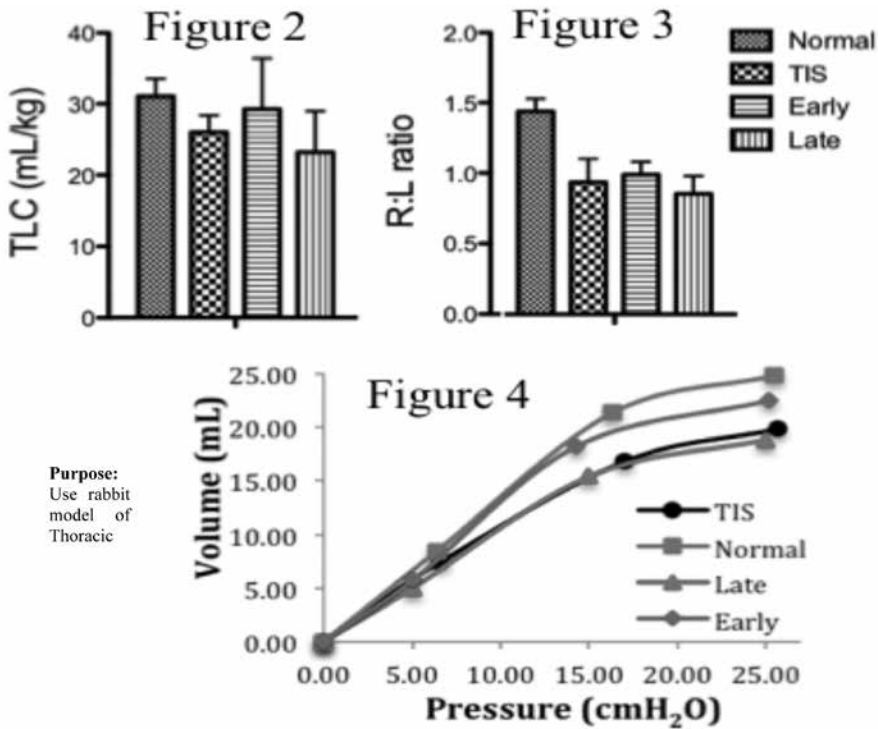 Figure 2
TLC (mL/kg)
40
30
20
10
0
Figure 3
R:L ratio
2.0
1.5
1.0
0.5
0.0
Normal
TIS
Early
Late
Figure 4
Volume (mL)
25.00
20.00
15.00
10.00
5.00
0.00
0.00 5.00 10.00 15.00 20.00 25.00
Pressure (cmH₂O)
TIS
Normal
Late
Early
Purpose:
Use rabbit
model of
Thoracic